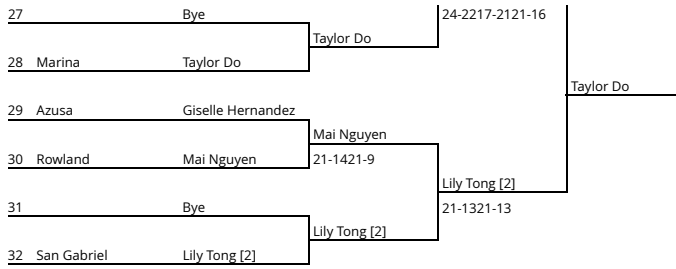 27 Bye 24-2217-2121-16
Taylor Do
28 Marina Taylor Do
Taylor Do
29 Azusa Giselle Hernandez
Mai Nguyen
30 Rowland Mai Nguyen 21-1421-9
Lily Tong [2]
31 Bye 21-1321-13
Lily Tong [2]
32 San Gabriel Lily Tong [2]